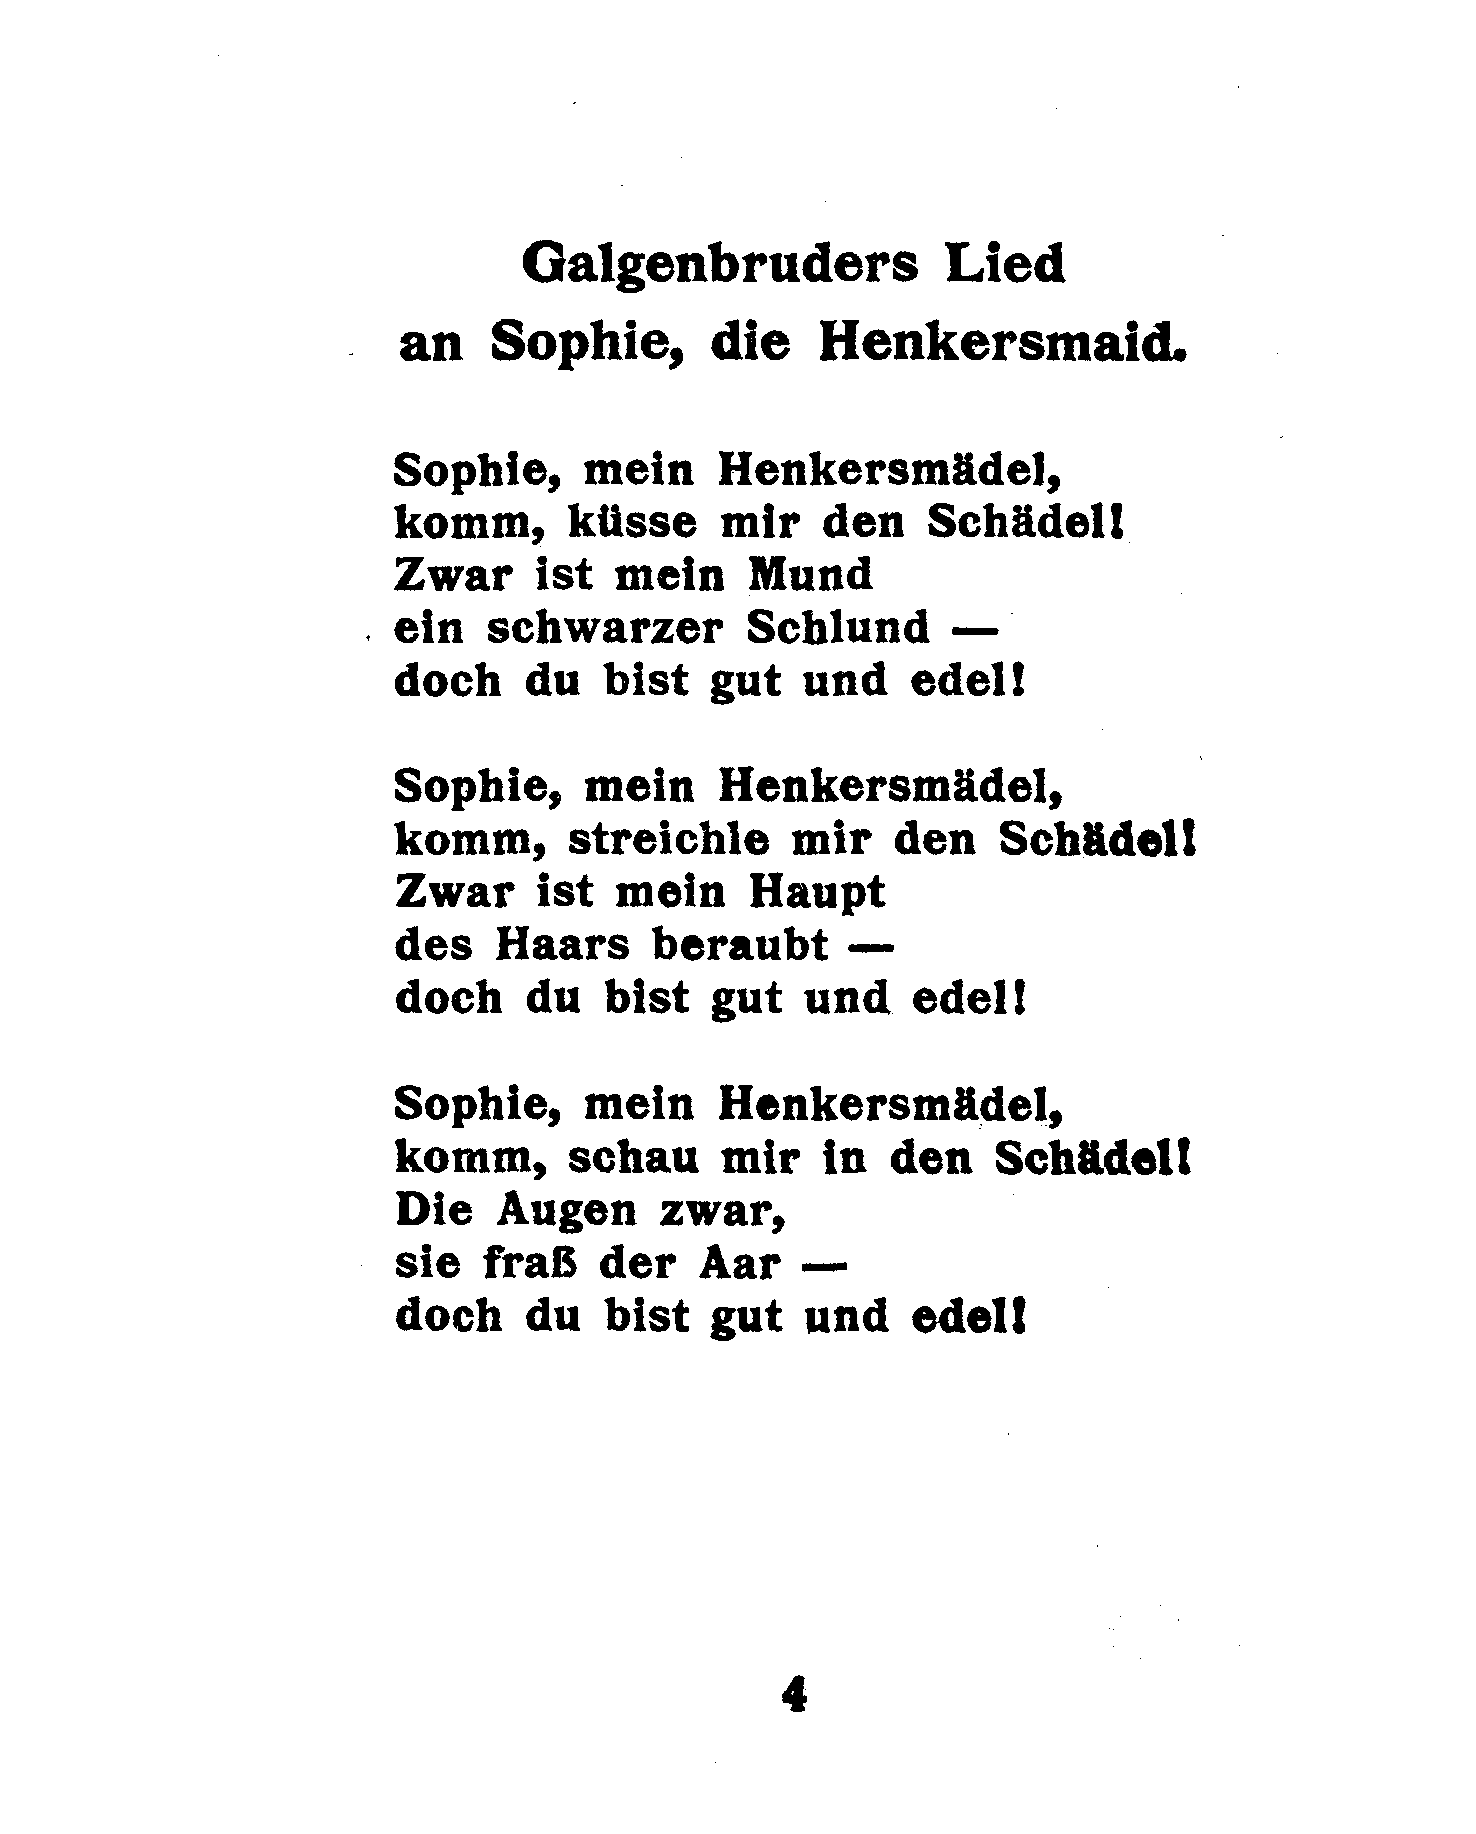 Galgenbruders Lied
an Sophie, die Henkersmaid.
Sophie, mein Henkersmädel,
komm, küsse mir den Schädel!
Zwar ist mein Mund
ein schwarzer Schlund —
doch du bist gut und edel!
Sophie, mein Henkersmädel,
komm, streichle mir den Schädel!
Zwar ist mein Haupt
des Haars beraubt —
doch du bist gut und edel!
Sophie, mein Henkersmädel,
komm, schau mir in den Schädel!
Die Augen zwar,
sie fraß der Aar —
doch du bist gut und edel!
4